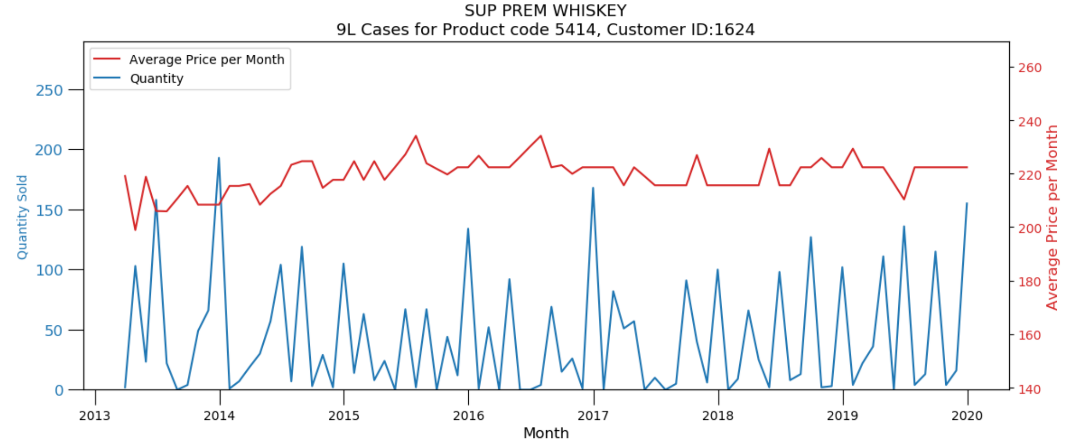 SUP PREM WHISKEY
9L Cases for Product code 5414, Customer ID:1624
Average Price per Month
Quantity
250
200
150
100
50
0
Quantity Sold
260
240
220
200
180
160
140
Average Price per Month
2013 2014 2015 2016 2017 2018 2019 2020
Month